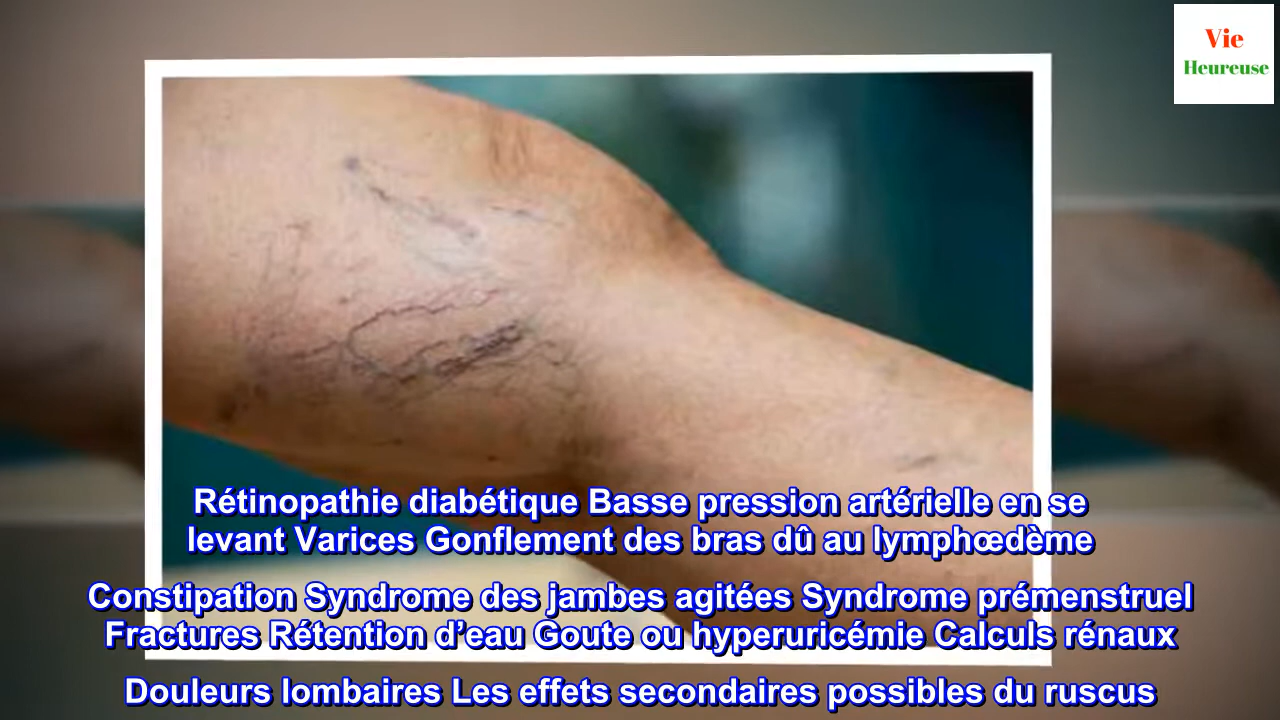 Vie
Heureuse
Rétinopathie diabétique Basse pression artérielle en se
levant Varices Gonflement des bras dû au lymphœdème
Constipation Syndrome des jambes agitées Syndrome prémenstruel
Fractures Rétention d’eau Goute ou hyperuricémie Calculs rénaux
Douleurs lombaires Les effets secondaires possibles du ruscus